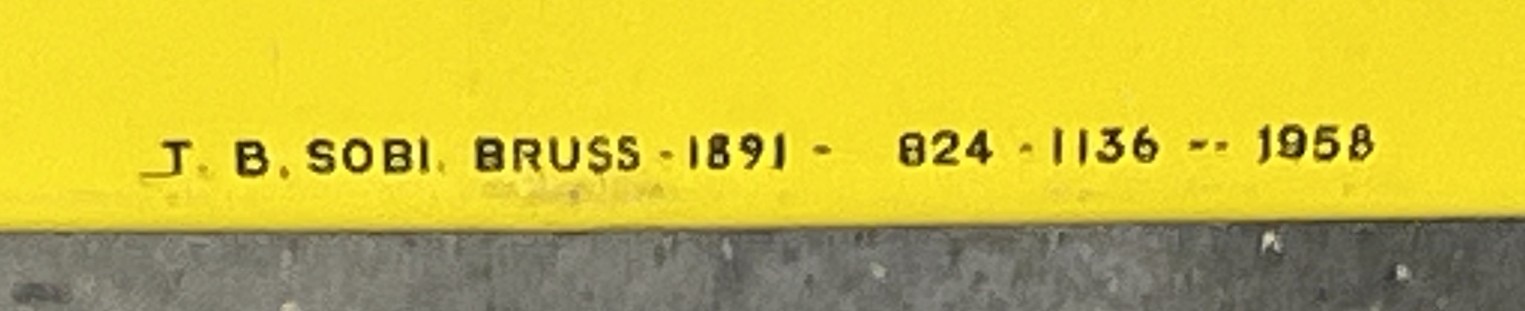 J. B. SOBI. BRUSS - 1891 - 824 - 1136 -- 1958